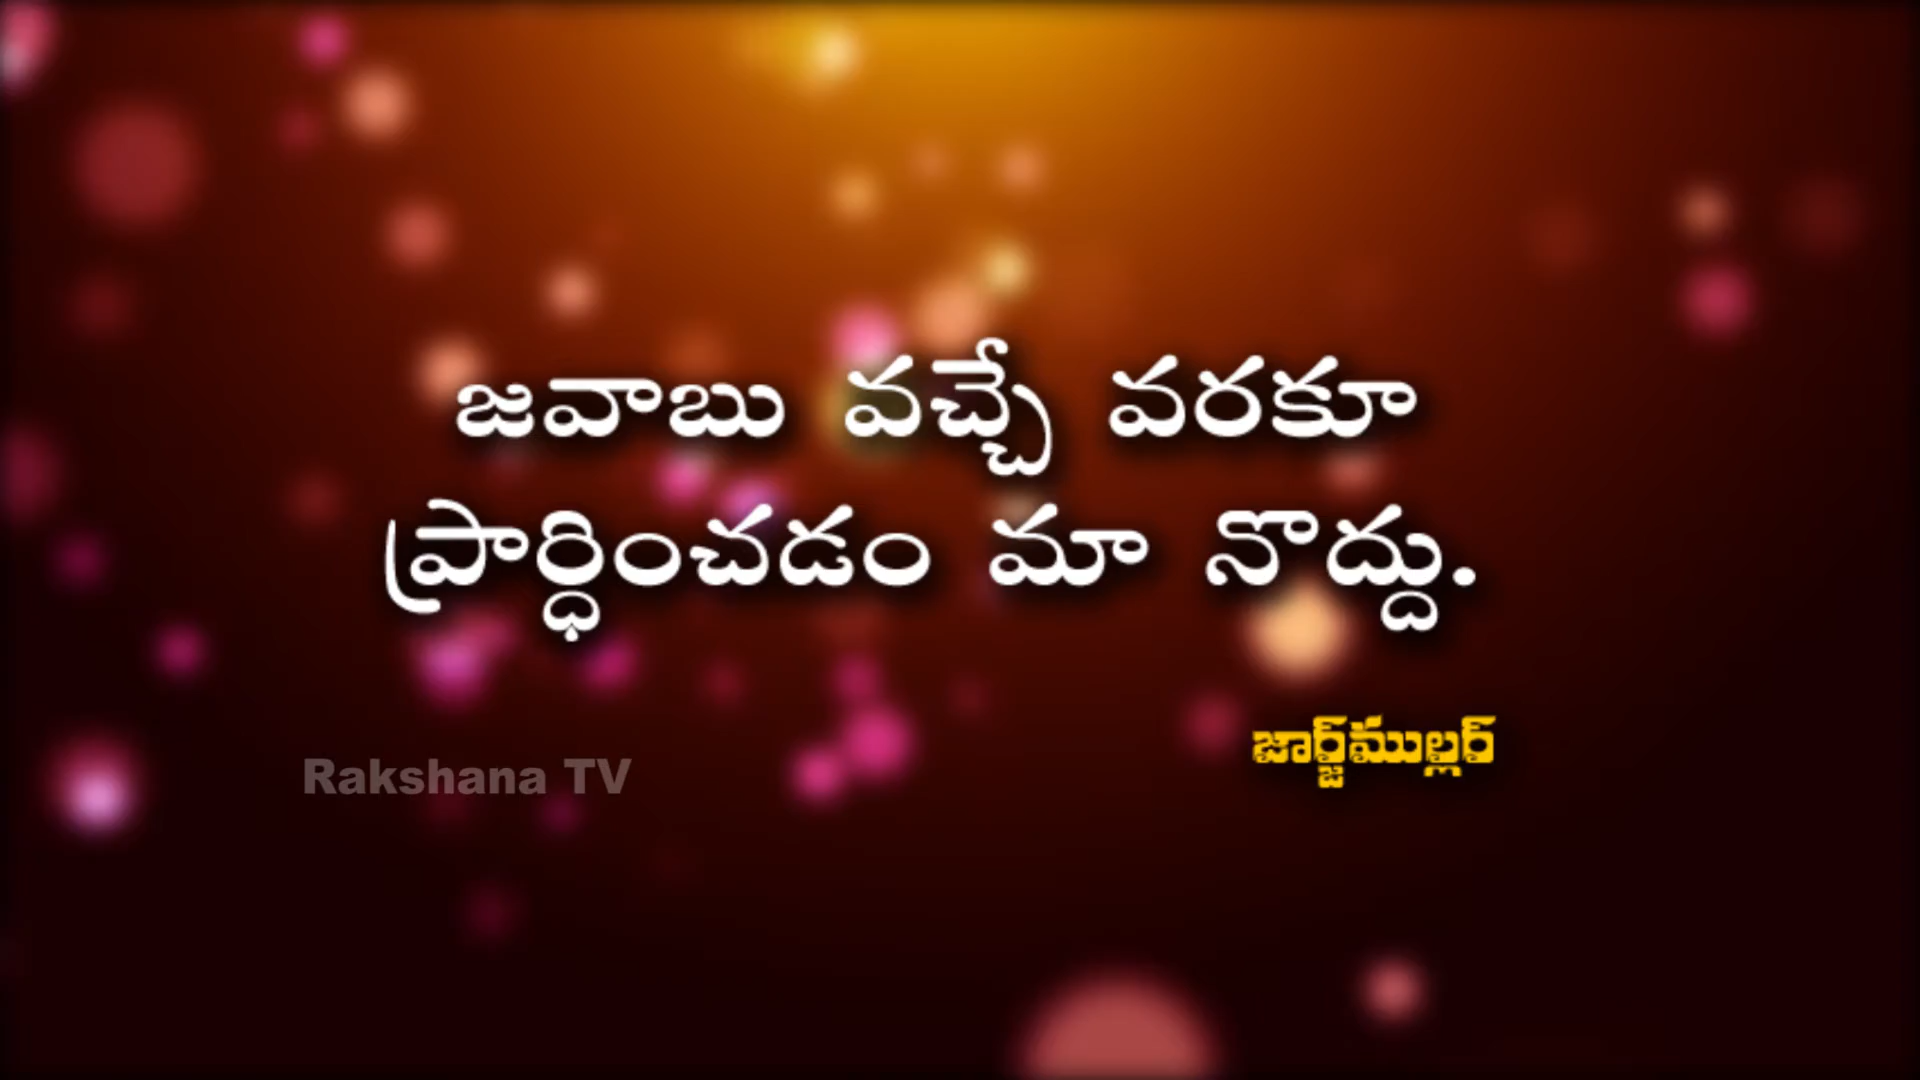 జవాబు వచ్చే వరకూ
ప్రార్ధించడం మా నొద్దు.
జార్జ్‌ముల్లర్
Rakshana TV